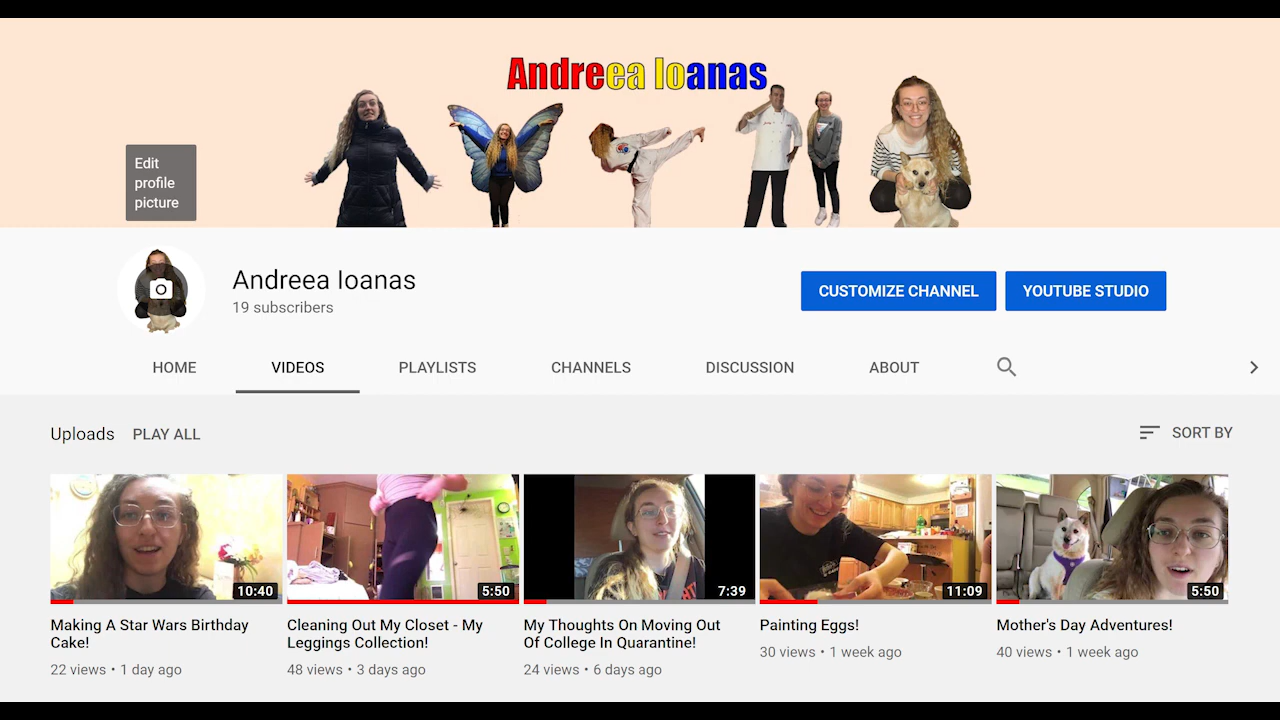 Andreea Ioanas
Edit
profile
picture
Andreea Ioanas
19 subscribers
CUSTOMIZE CHANNEL
YOUTUBE STUDIO
HOME
VIDEOS
PLAYLISTS
CHANNELS
DISCUSSION
ABOUT
Uploads
PLAY ALL
SORT BY
10:40
5:50
7:39
11:09
5:50
Making A Star Wars Birthday
Cake!
22 views • 1 day ago
Cleaning Out My Closet - My
Leggings Collection!
48 views • 3 days ago
My Thoughts On Moving Out
Of College In Quarantine!
24 views • 6 days ago
Painting Eggs!
30 views • 1 week ago
Mother's Day Adventures!
40 views • 1 week ago